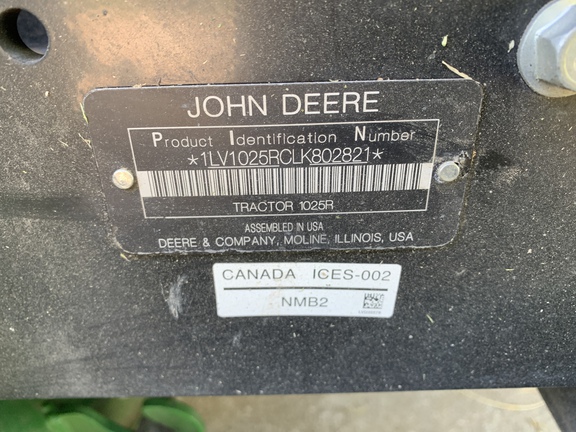 JOHN DEERE
Product Identification Number
*1LV1025RCLK802821*
TRACTOR 1025R
ASSEMBLED IN USA
DEERE & COMPANY, MOLINE, ILLINOIS, USA
CANADA ICES-002
NMB2